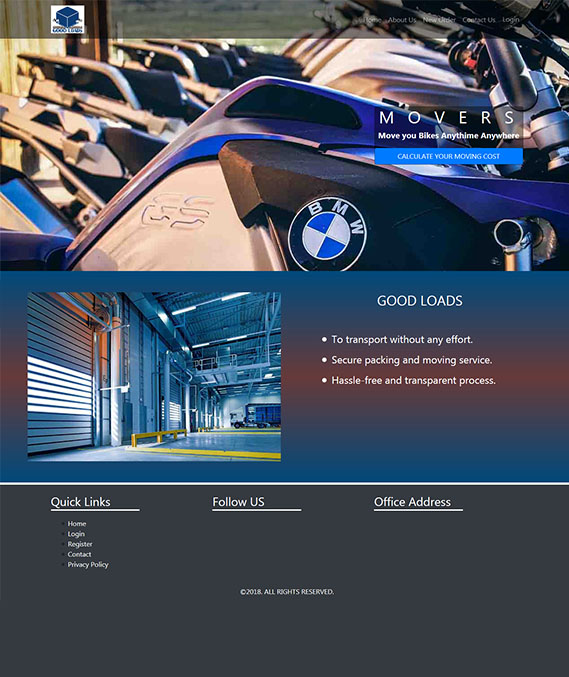 GOOD LOADS
Home About Us New Order Contact Us Login
MOVERS
Move you Bikes Anythime Anywhere
CALCULATE YOUR MOVING COST
GS
BMW
GOOD LOADS
To transport without any effort.
Secure packing and moving service.
Hassle-free and transparent process.
Quick Links
Follow US
Office Address
Home
Login
Register
Contact
Privacy Policy
©2018. ALL RIGHTS RESERVED.